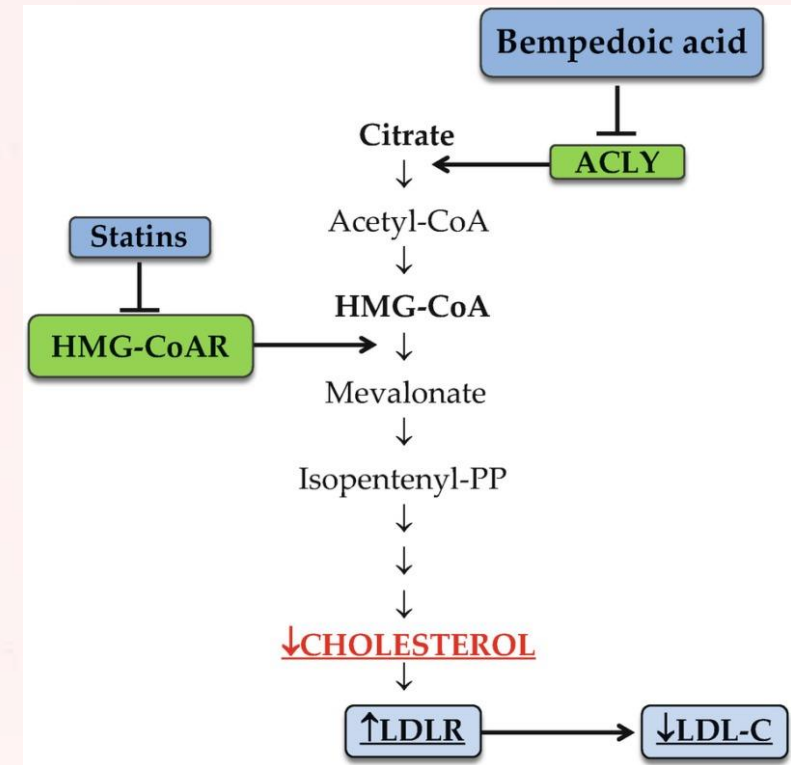 Bempedoic acid
Citrate
ACLY
↓
Acetyl-CoA
Statins
↓
HMG-CoA
HMG-CoAR
↓
Mevalonate
↓
Isopentenyl-PP
↓
↓
↓
↓CHOLESTEROL
↓
↑LDLR
↓LDL-C